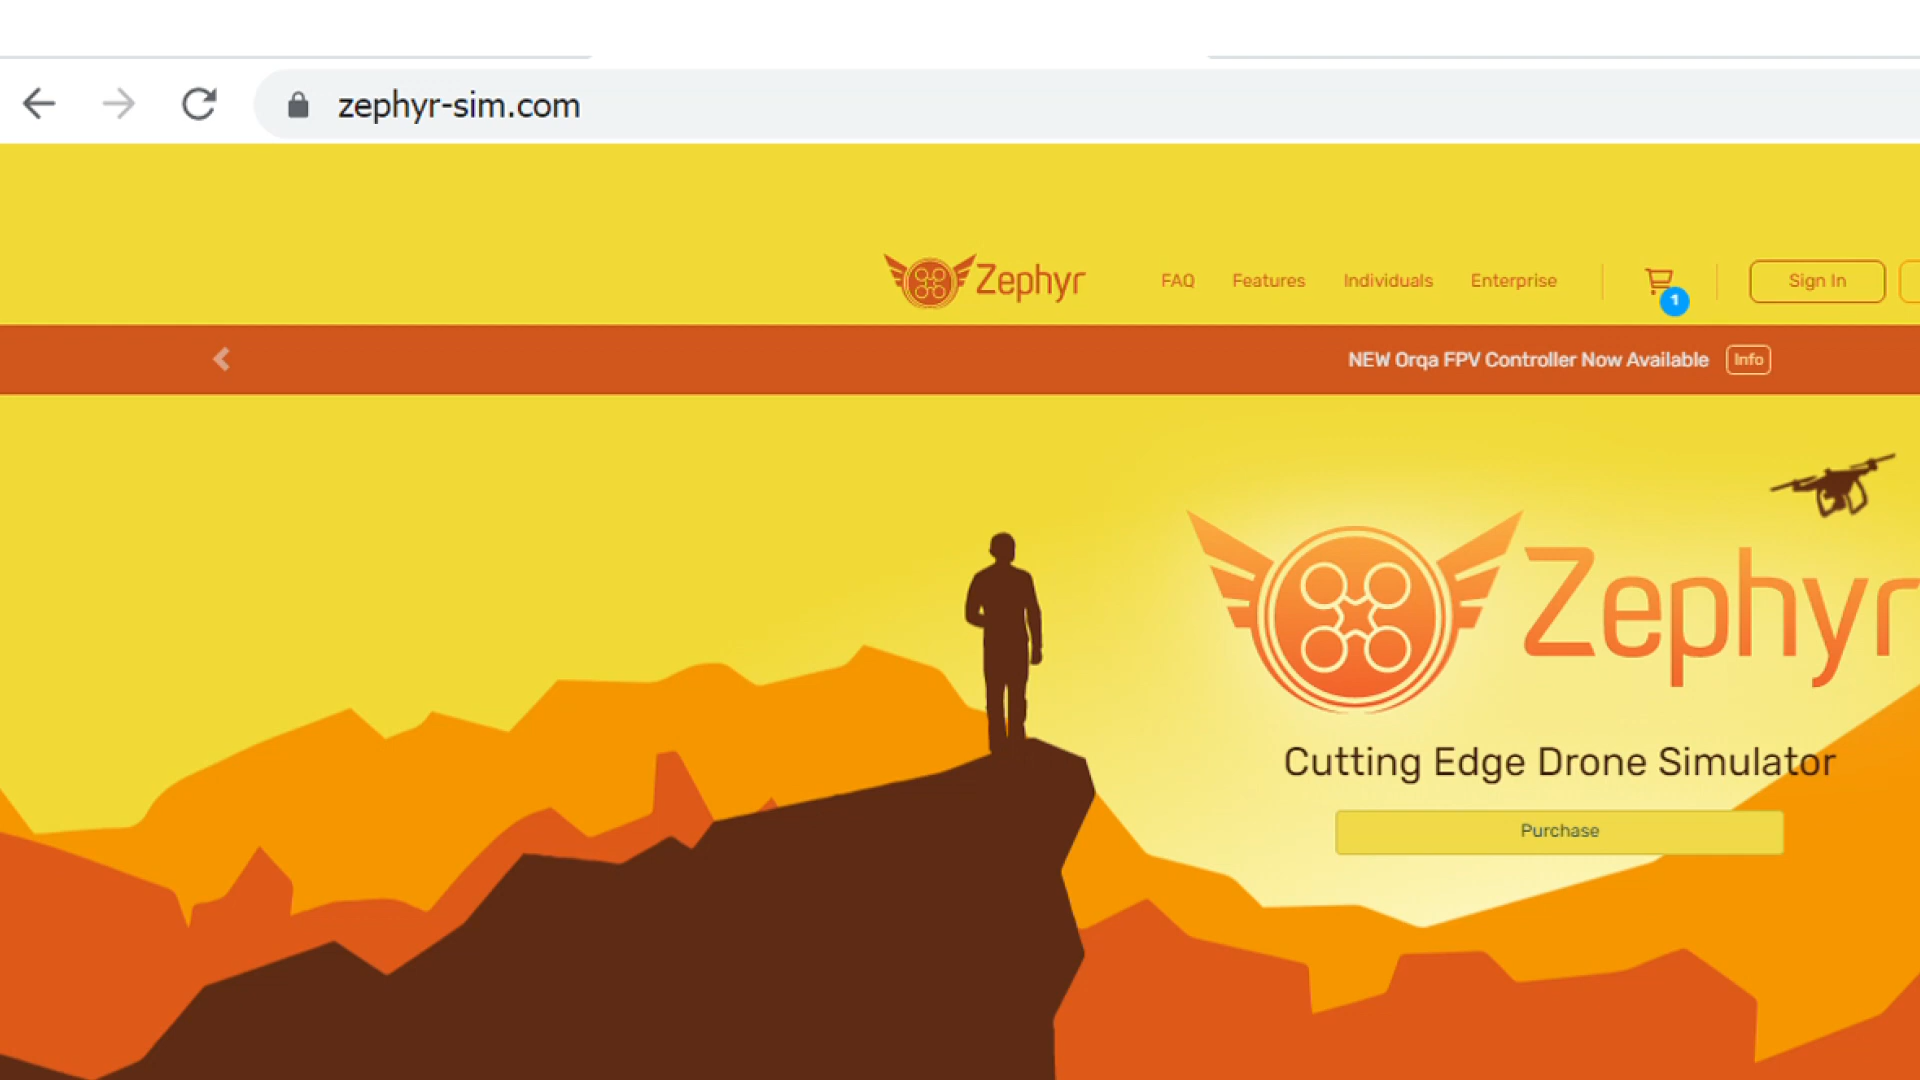 zephyr-sim.com
Zephyr FAQ Features Individuals Enterprise 1 Sign In
NEW Orqa FPV Controller Now Available Info
Zephyr
Cutting Edge Drone Simulator
Purchase